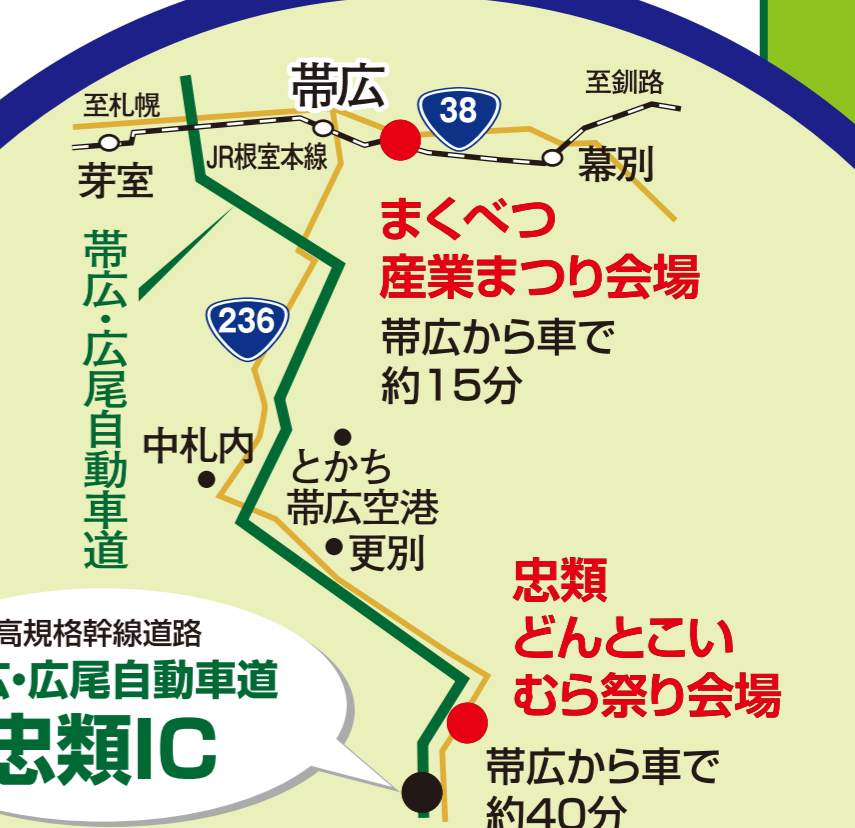 帯広
至釧路
38
至札幌
JR根室本線
芽室
幕別
まくべつ
産業まつり会場
帯広から車で
約15分
帯広・広尾自動車道
236
中札内
とかち
帯広空港
更別
忠類
どんとこい
むら祭り会場
帯広から車で
約40分
高規格幹線道路
広・広尾自動車道
忠類IC